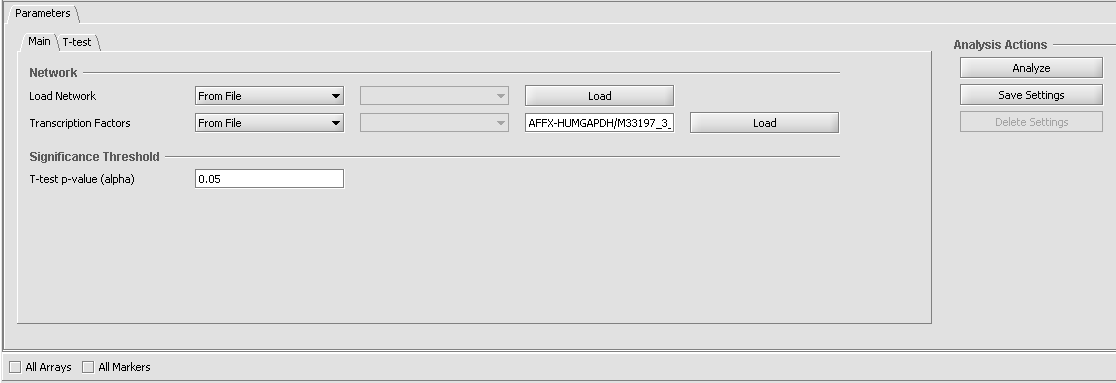 Parameters
Main T-test
Analysis Actions
Network
Analyze
Load Network From File Load
Save Settings
Transcription Factors From File AFFX-HUMGAPDH/M33197_3_ Load
Delete Settings
Significance Threshold
T-test p-value (alpha) 0.05
All Arrays All Markers